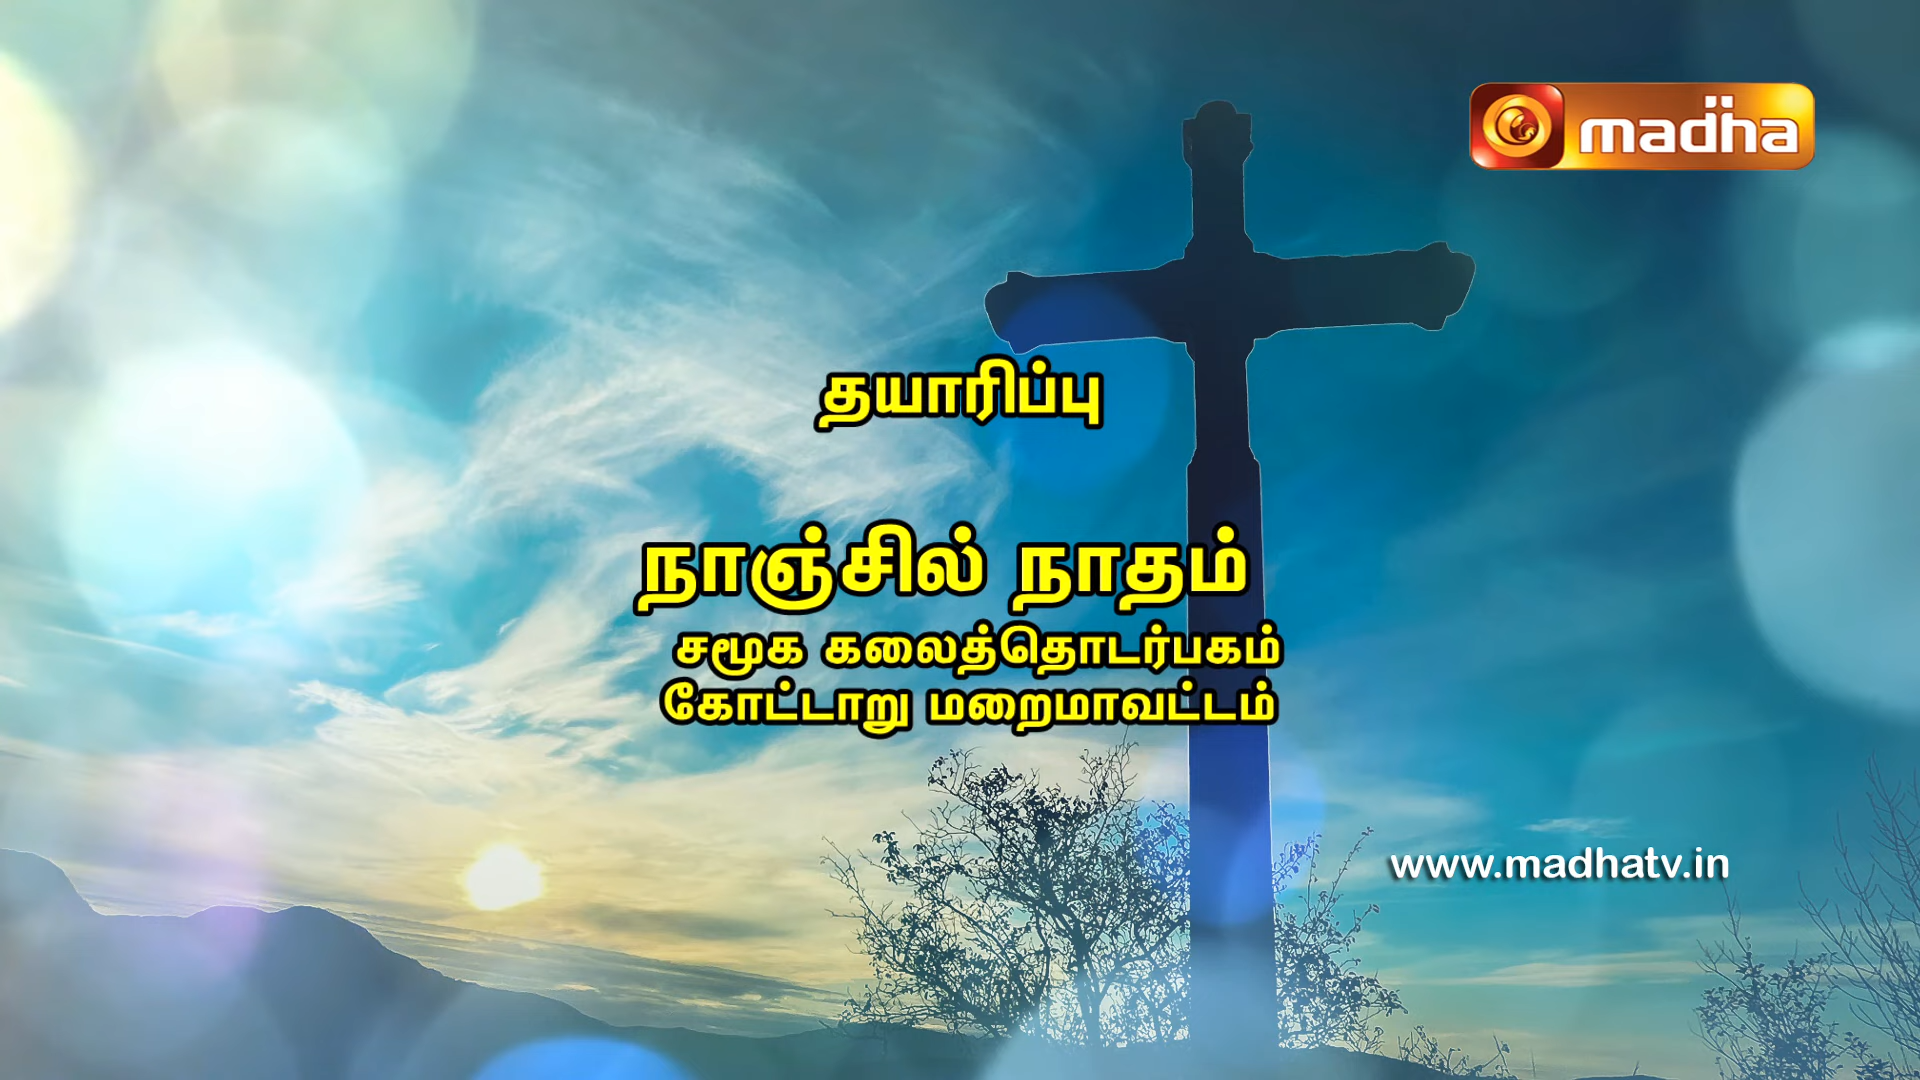 madha
தயாரிப்பு
நாஞ்சில் நாதம்
சமூக கலைத்தொடர்பகம்
கோட்டாறு மறைமாவட்டம்
www.madhatv.in